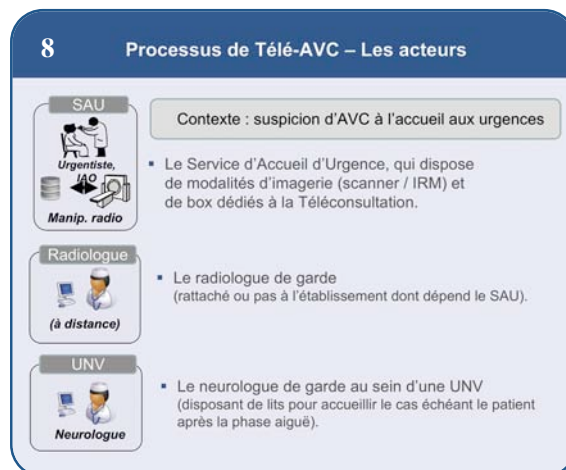 8 Processus de Télé-AVC – Les acteurs
SAU
Urgentiste,
IAO
Manip. radio
Contexte : suspicion d’AVC à l’accueil aux urgences
▪ Le Service d’Accueil d’Urgence, qui dispose
de modalités d’imagerie (scanner / IRM) et
de box dédiés à la Téléconsultation.
Radiologue
(à distance)
▪ Le radiologue de garde
(rattaché ou pas à l’établissement dont dépend le SAU).
UNV
Neurologue
▪ Le neurologue de garde au sein d’une UNV
(disposant de lits pour accueillir le cas échéant le patient
après la phase aiguë).